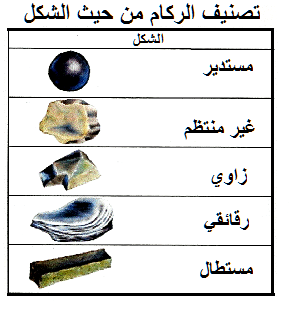 تصنيف الركام من حيث الشكل
الشكل
مستدير
غير منتظم
زاوي
رقائقي
مستطال